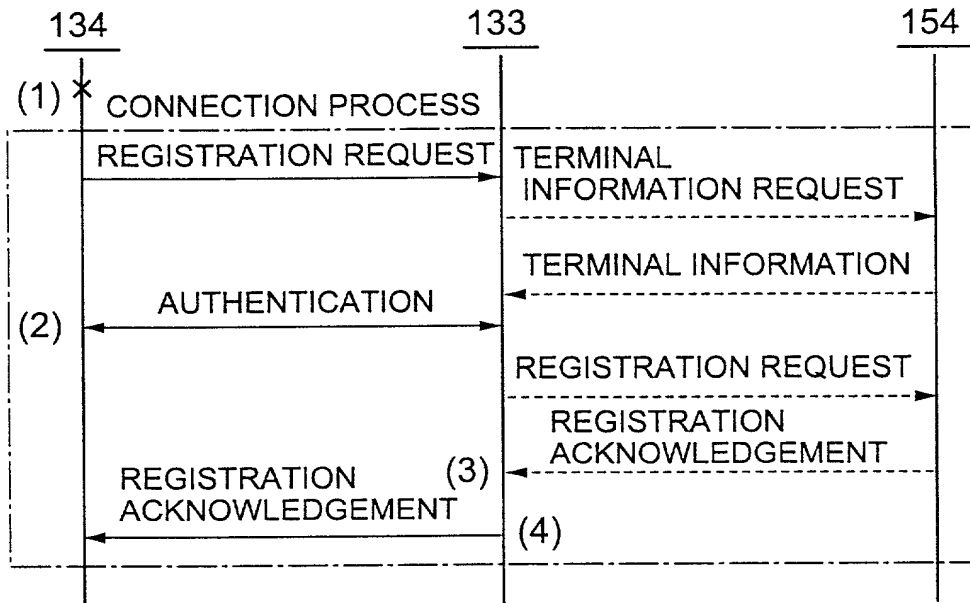 134 133 154
(1)
CONNECTION PROCESS
REGISTRATION REQUEST
TERMINAL
INFORMATION REQUEST
TERMINAL INFORMATION
AUTHENTICATION
(2)
REGISTRATION REQUEST
REGISTRATION
ACKNOWLEDGEMENT
(3)
REGISTRATION
ACKNOWLEDGEMENT
(4)